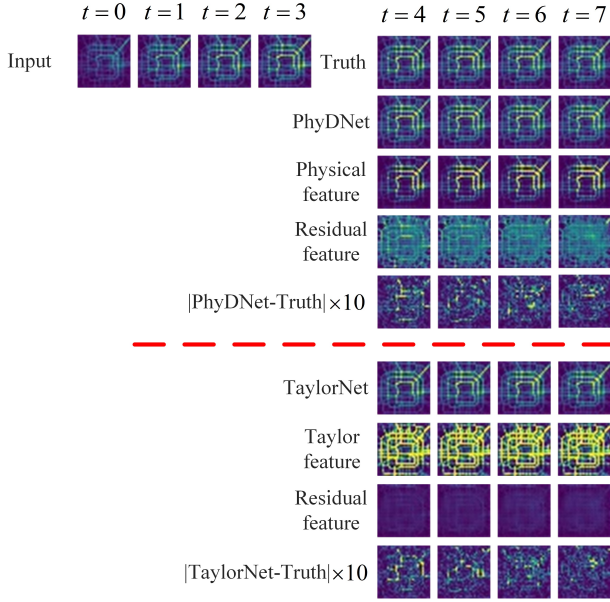 t = 0 t = 1 t = 2 t = 3 t = 4 t = 5 t = 6 t = 7
Input Truth
PhyDNet
Physical
feature
Residual
feature
|PhyDNet-Truth|×10
TaylorNet
Taylor
feature
Residual
feature
|TaylorNet-Truth|×10